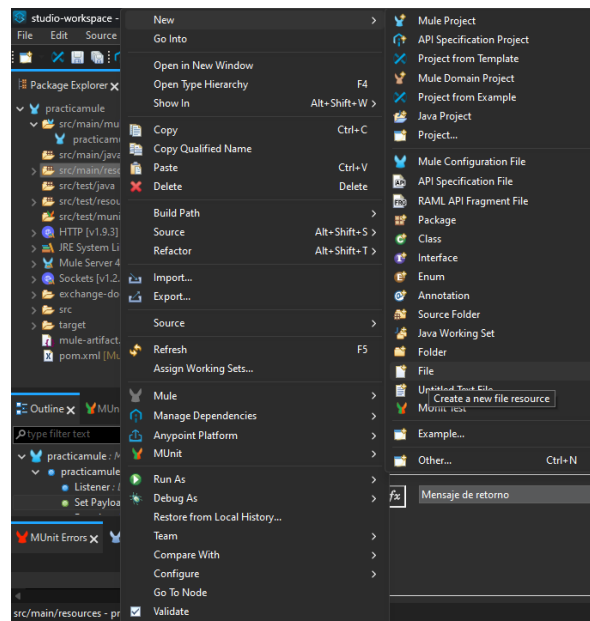 studio-workspace -
File Edit Source
Package Explorer
practicamule
src/main/mu
practicamu
src/main/java
src/main/reso
src/test/java
src/test/resou
src/test/muni
HTTP [v1.9.3]
JRE System Li
Mule Server 4
Sockets [v1.2.
exchange-do
src
target
mule-artifact.
pom.xml [Mu
Outline MUn
type filter text
practicamule : M
practicamule
Listener :
Set Payloa
MUnit Errors
src/main/resources - pr
New
Go Into
Open in New Window
Open Type Hierarchy F4
Show In Alt+Shift+W >
Copy Ctrl+C
Copy Qualified Name
Paste Ctrl+V
Delete Delete
Build Path
Source Alt+Shift+S >
Refactor Alt+Shift+T >
Import...
Export...
Source
Refresh F5
Assign Working Sets...
Mule
Manage Dependencies
Anypoint Platform
MUnit
Run As
Debug As
Restore from Local History...
Team
Compare With
Configure
Go To Node
Validate
Mule Project
API Specification Project
Project from Template
Mule Domain Project
Project from Example
Java Project
Project...
Mule Configuration File
API Specification File
RAML API Fragment File
Package
Class
Interface
Enum
Annotation
Source Folder
Java Working Set
Folder
File
Untitled Text File
Create a new file resource
MUnit Test
Example...
Other... Ctrl+N
fx Mensaje de retorno